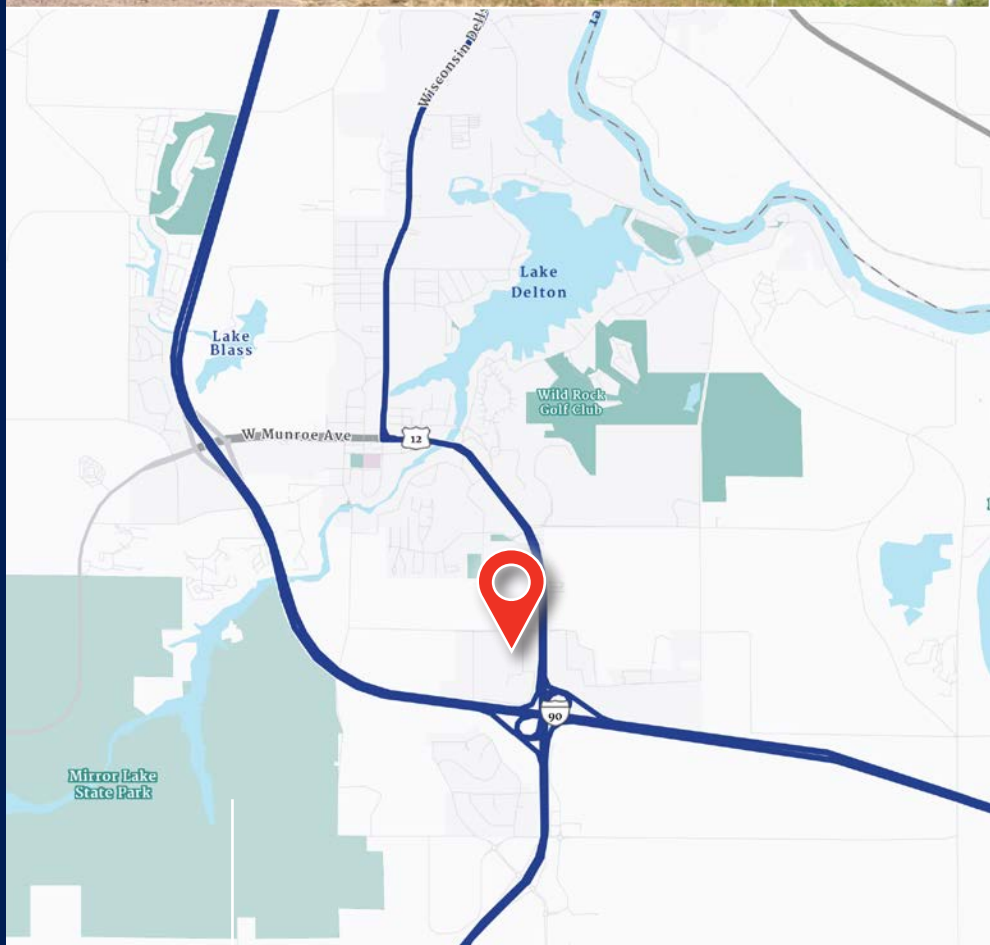 Wisconsin Dells
Lake
Delton
Lake
Blass
Wild Rock
Golf Club
W Munroe Ave
12
90
Mirror Lake
State Park